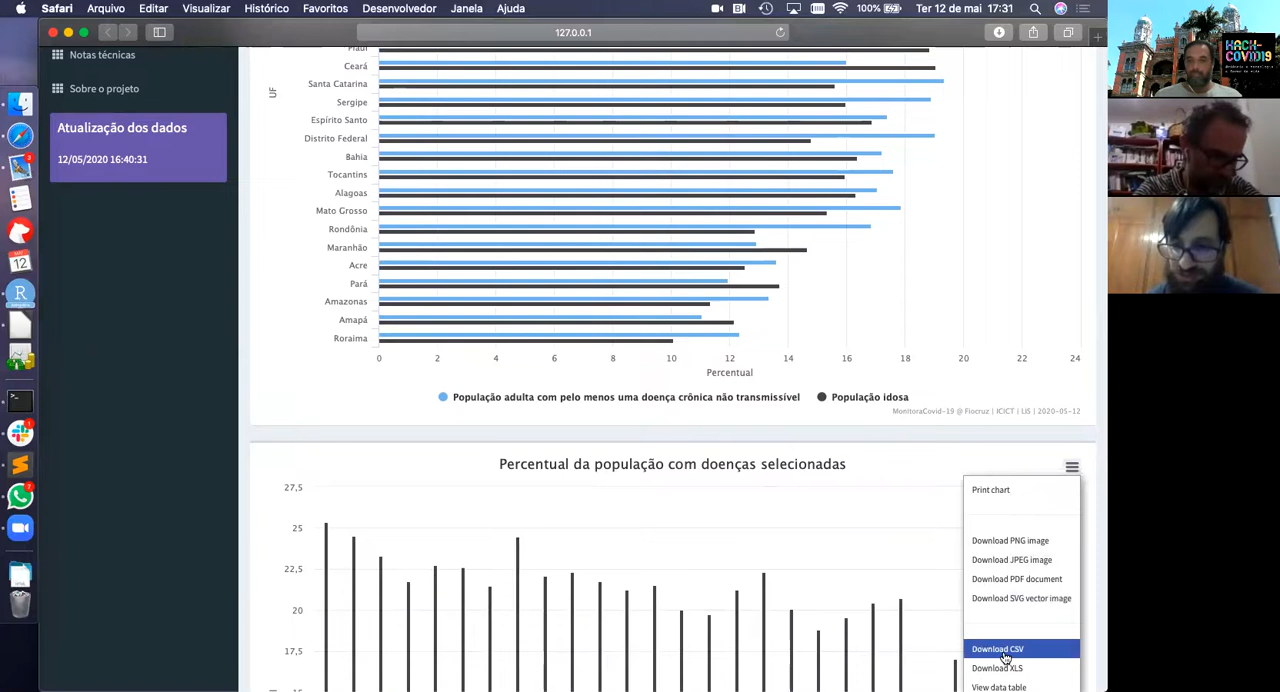 Safari Arquivo Editar Visualizar Histórico Favoritos Desenvolvedor Janela Ajuda
100% Ter 12 de mai 17:31
127.0.0.1
HACK-
COVID19
Notas técnicas
Sobre o projeto
Atualização dos dados
12/05/2020 16:40:31
UF
Piauí
Ceará
Santa Catarina
Sergipe
Espírito Santo
Distrito Federal
Bahia
Tocantins
Alagoas
Mato Grosso
Rondônia
Maranhão
Acre
Pará
Amazonas
Amapá
Roraima
0 2 4 6 8 10 12 14 16 18 20 22 24
Percentual
População adulta com pelo menos uma doença crônica não transmissível População idosa
MonitoraCovid-19 @ Fiocruz | ICICT | LIS | 2020-05-12
Percentual da população com doenças selecionadas
27,5
25
22,5
20
17,5
15
Print chart
Download PNG image
Download JPEG image
Download PDF document
Download SVG vector image
Download CSV
Download XLS
View data table